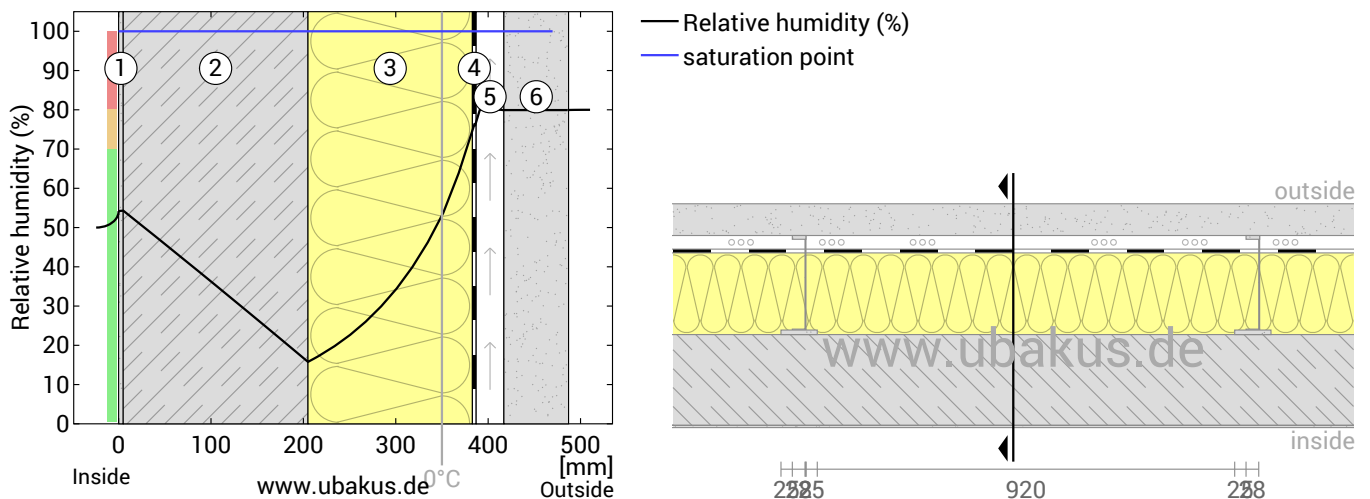 Relative humidity (%)
saturation point
Relative humidity (%)
100
90
80
70
60
50
40
30
20
10
0
1
2
3
4
5
6
0
100
200
300
400
500
[mm]
Inside
www.ubakus.de
0°C
Outside
outside
www.ubakus.de
inside
920